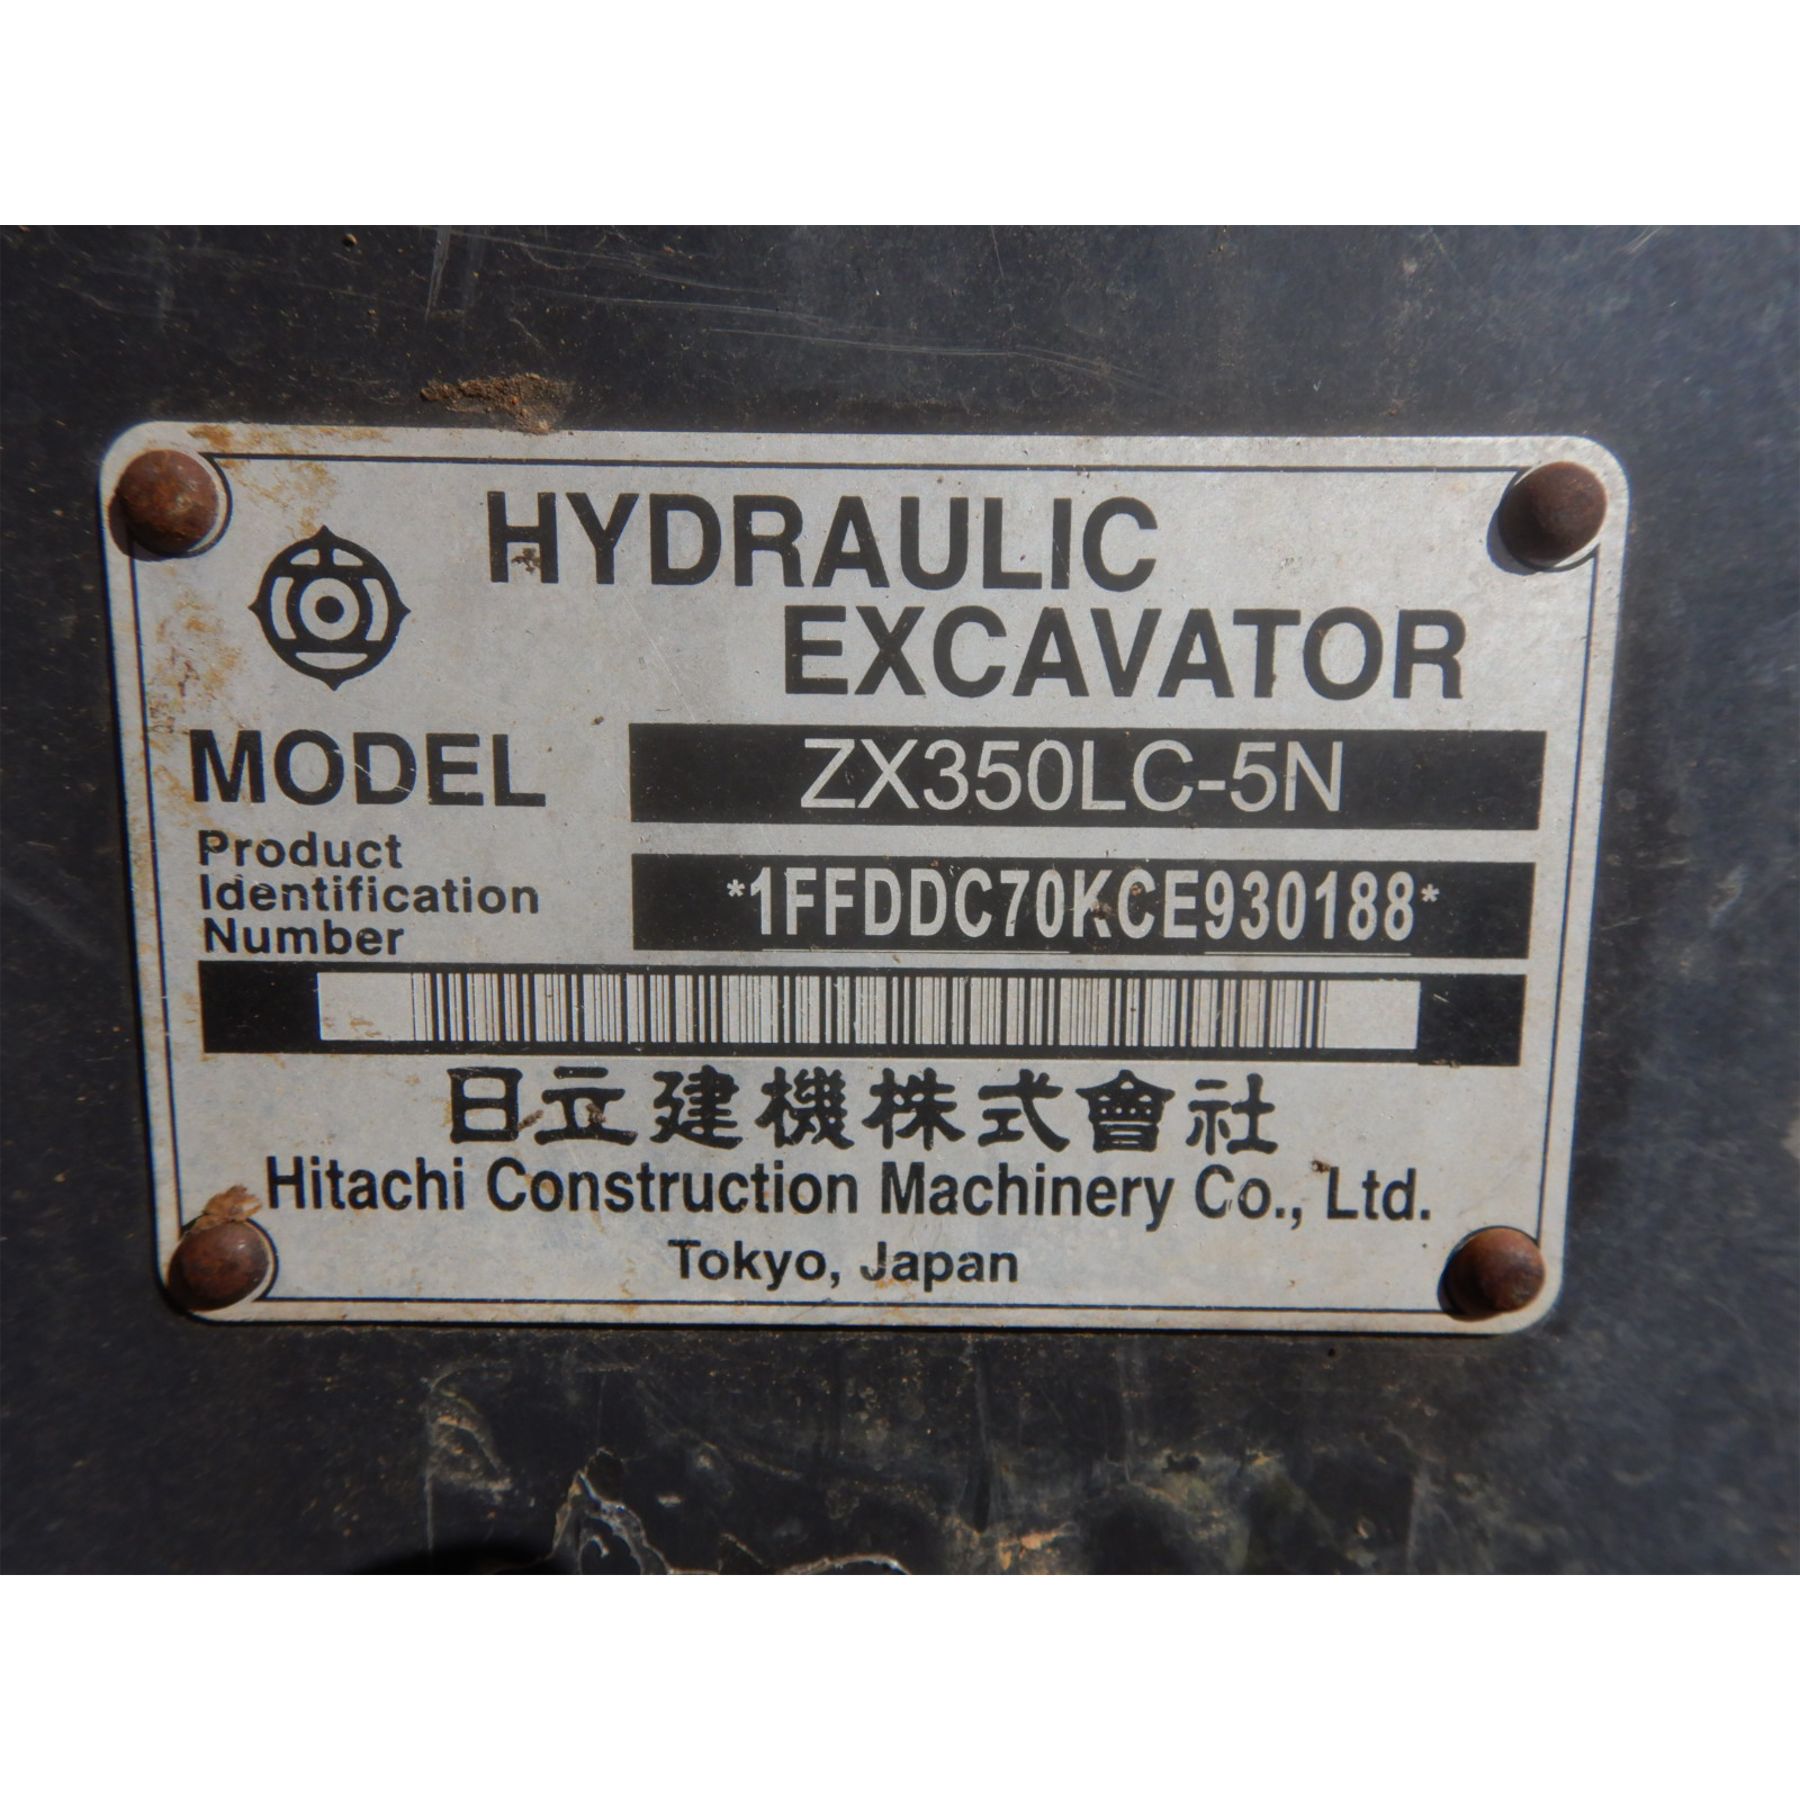 HYDRAULIC
EXCAVATOR
MODEL ZX350LC-5N
Product
Identification
Number
*1FFDDC70KCE930188*
日立建機株式會社
Hitachi Construction Machinery Co., Ltd.
Tokyo, Japan